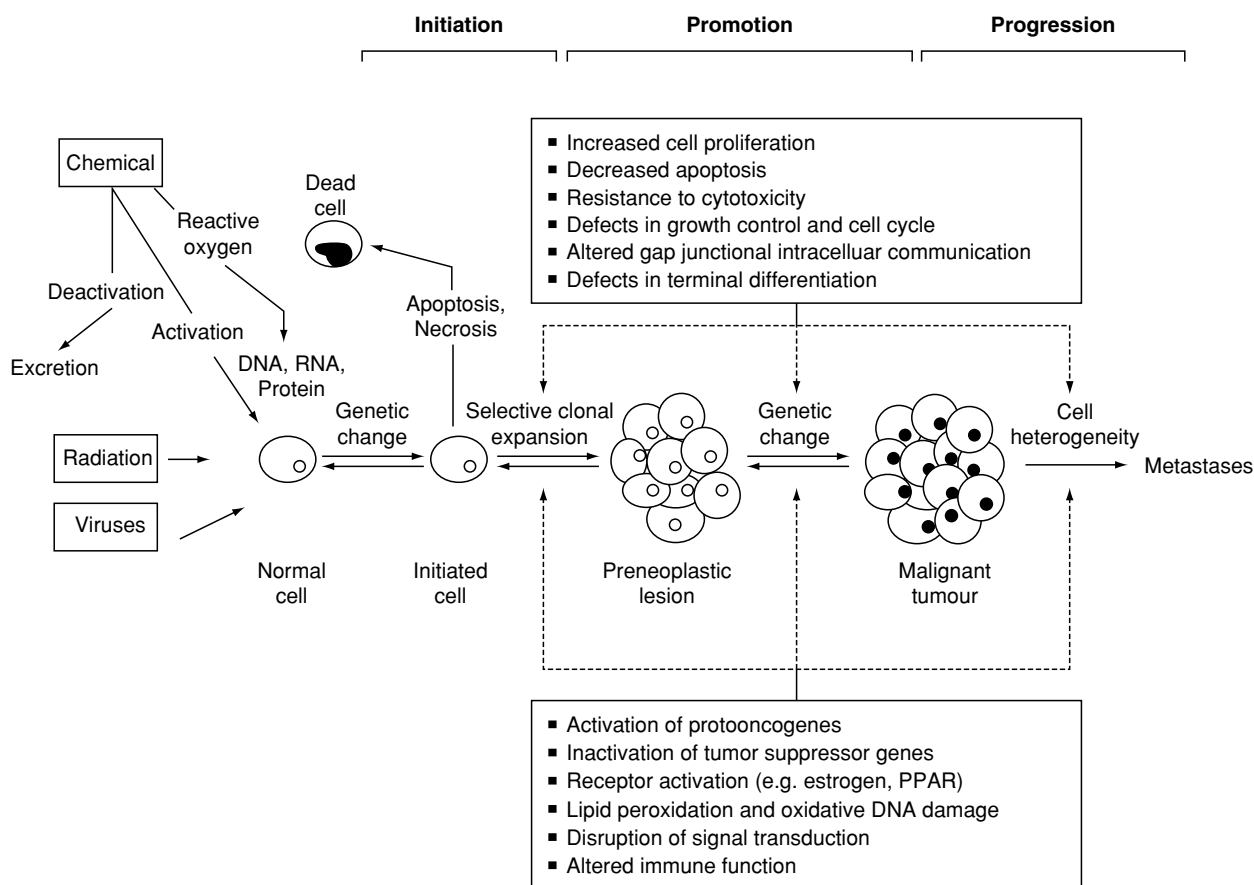 Initiation
Promotion
Progression
Chemical
Reactive
oxygen
Deactivation
Activation
Excretion
DNA, RNA,
Protein
Dead
cell
Apoptosis,
Necrosis
▪ Increased cell proliferation
▪ Decreased apoptosis
▪ Resistance to cytotoxicity
▪ Defects in growth control and cell cycle
▪ Altered gap junctional intracelluar communication
▪ Defects in terminal differentiation
Radiation
Viruses
Genetic
change
Selective clonal
expansion
Genetic
change
Cell
heterogeneity
Metastases
Normal
cell
Initiated
cell
Preneoplastic
lesion
Malignant
tumour
▪ Activation of protooncogenes
▪ Inactivation of tumor suppressor genes
▪ Receptor activation (e.g. estrogen, PPAR)
▪ Lipid peroxidation and oxidative DNA damage
▪ Disruption of signal transduction
▪ Altered immune function